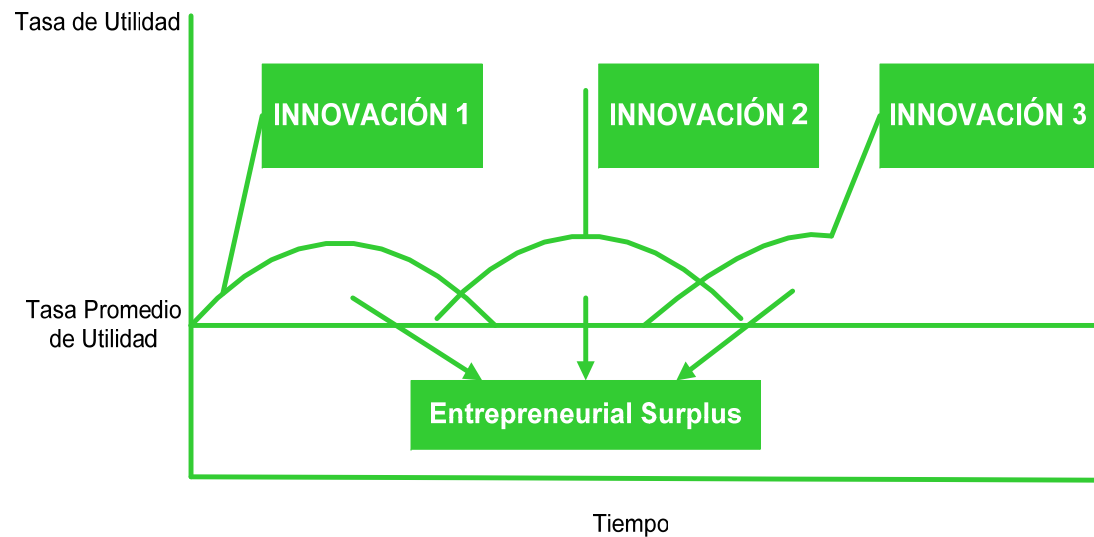 Tasa de Utilidad
INNOVACIÓN 1
INNOVACIÓN 2
INNOVACIÓN 3
Tasa Promedio
de Utilidad
Entrepreneurial Surplus
Tiempo